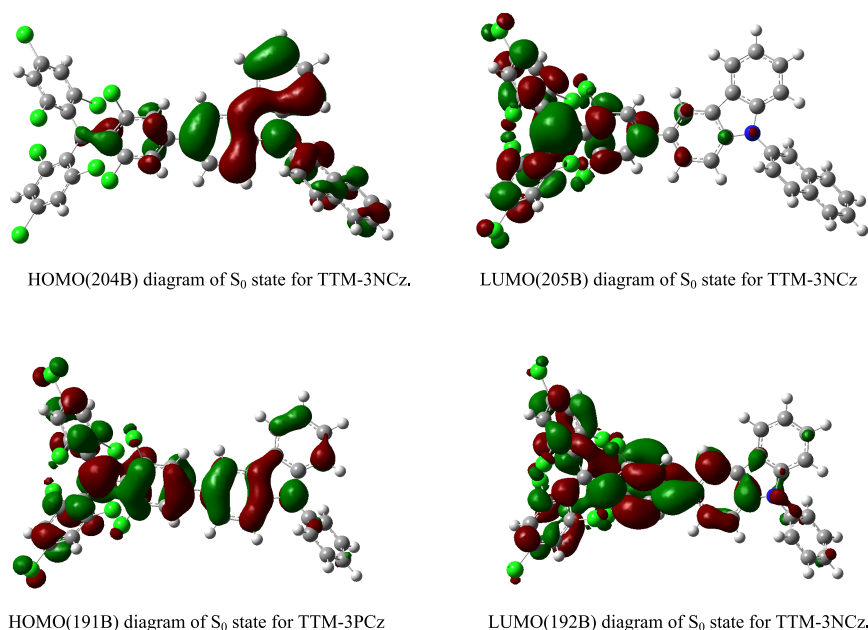 HOMO(204B) diagram of S₀ state for TTM-3NCz.
LUMO(205B) diagram of S₀ state for TTM-3NCz
HOMO(191B) diagram of S₀ state for TTM-3PCz
LUMO(192B) diagram of S₀ state for TTM-3NCz.